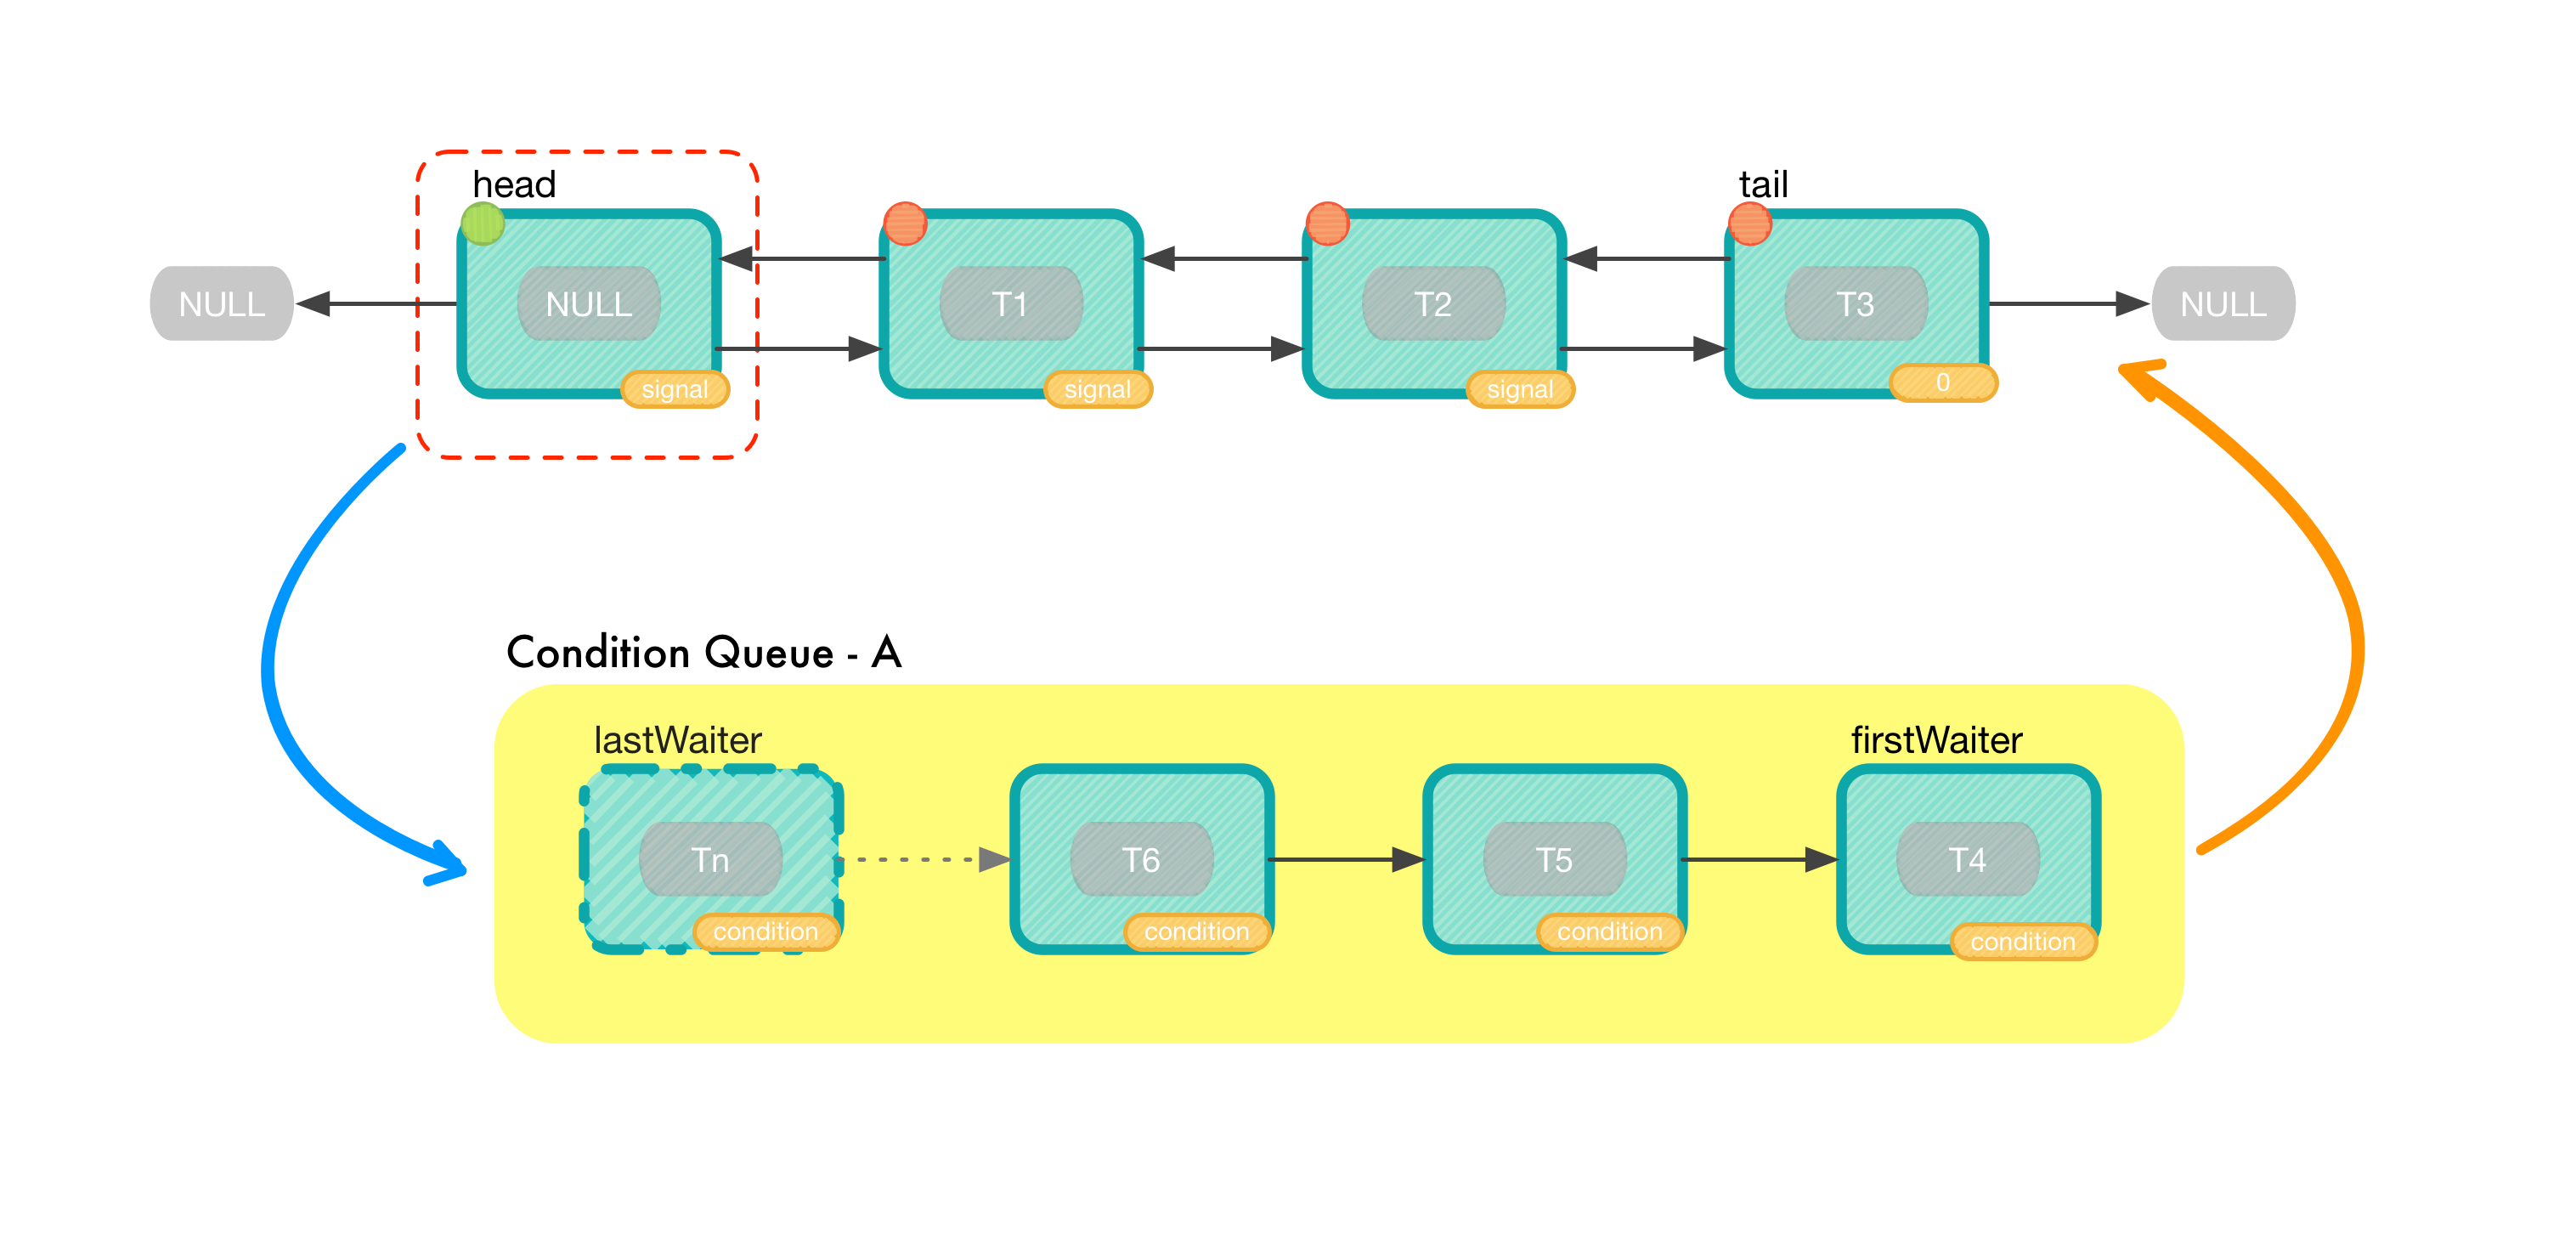 head
tail
NULL
NULL
T1
T2
T3
NULL
signal
signal
signal
0
Condition Queue - A
lastWaiter
firstWaiter
Tn
T6
T5
T4
condition
condition
condition
condition